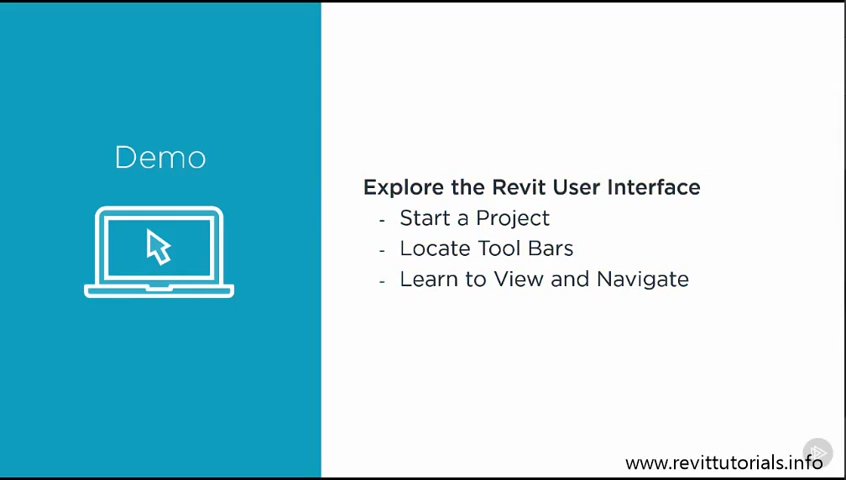 Demo
Explore the Revit User Interface
- Start a Project
- Locate Tool Bars
- Learn to View and Navigate
www.revittutorials.info